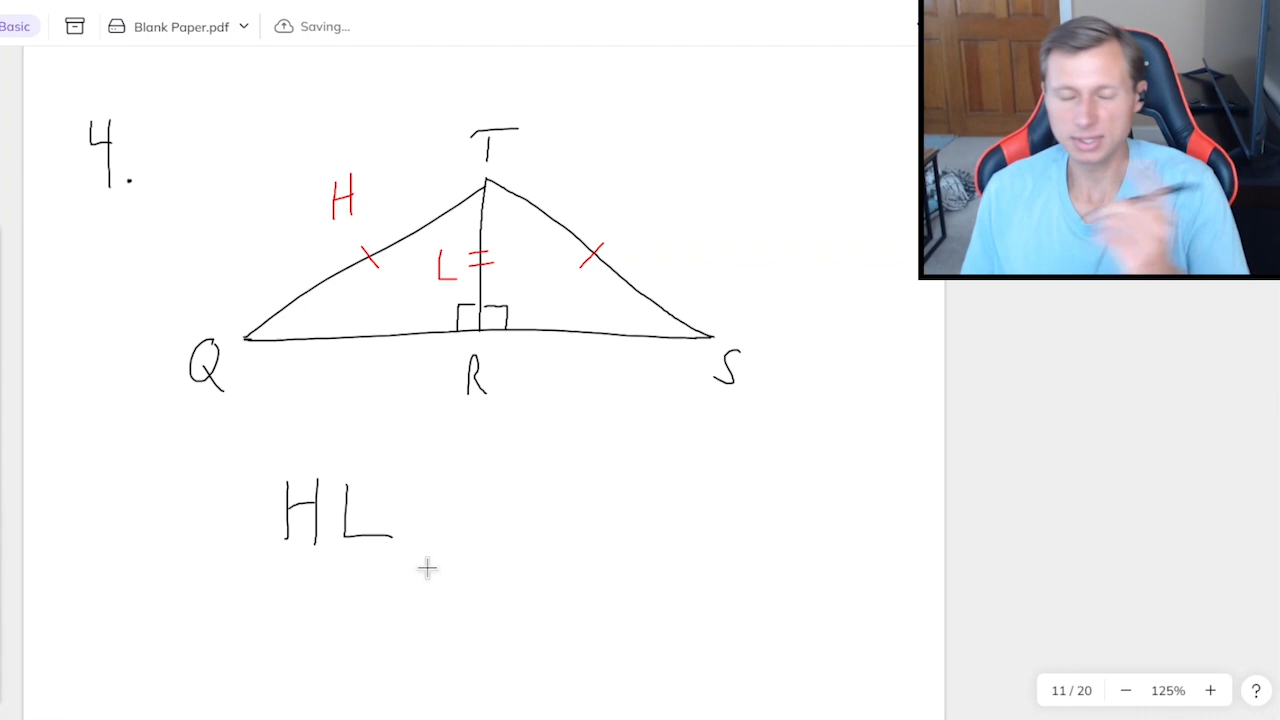 Basic
Blank Paper.pdf
Saving...
4.
T
H
L
Q
R
S
HL
11 / 20
125%
?